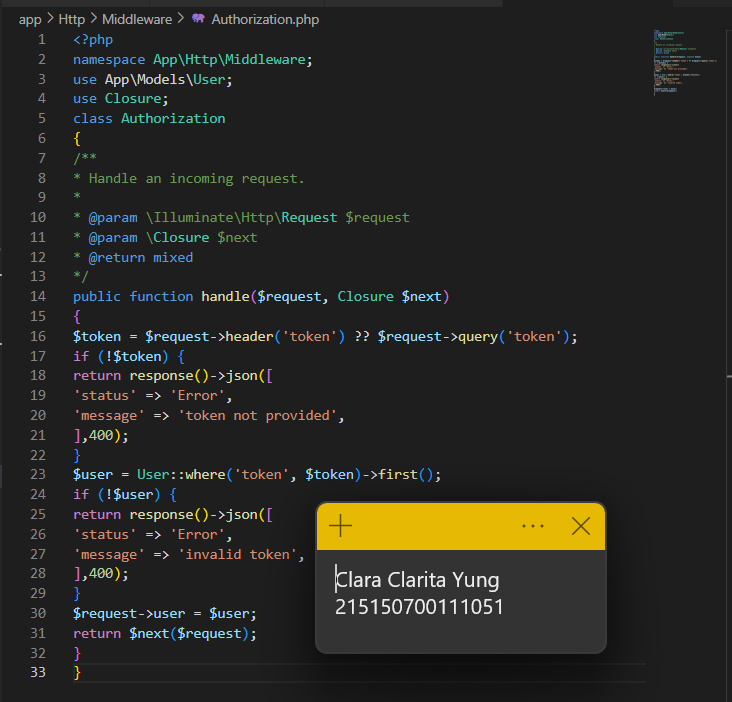 app > Http > Middleware > Authorization.php
1 <?php
2 namespace App\Http\Middleware;
3 use App\Models\User;
4 use Closure;
5 class Authorization
6 {
7 /**
8 * Handle an incoming request.
9 *
10 * @param \Illuminate\Http\Request $request
11 * @param \Closure $next
12 * @return mixed
13 */
14 public function handle($request, Closure $next)
15 {
16 $token = $request->header('token') ?? $request->query('token');
17 if (!$token) {
18 return response()->json([
19 'status' => 'Error',
20 'message' => 'token not provided',
21 ],400);
22 }
23 $user = User::where('token', $token)->first();
24 if (!$user) {
25 return response()->json([
26 'status' => 'Error',
27 'message' => 'invalid token',
28 ],400);
29 }
30 $request->user = $user;
31 return $next($request);
32 }
33 }
Clara Clarita Yung
215150700111051